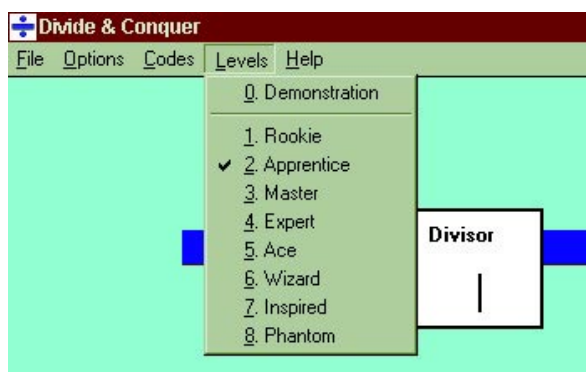 Divide & Conquer
File Options Codes Levels Help
0. Demonstration
1. Rookie
2. Apprentice
3. Master
4. Expert
5. Ace
6. Wizard
7. Inspired
8. Phantom
Divisor